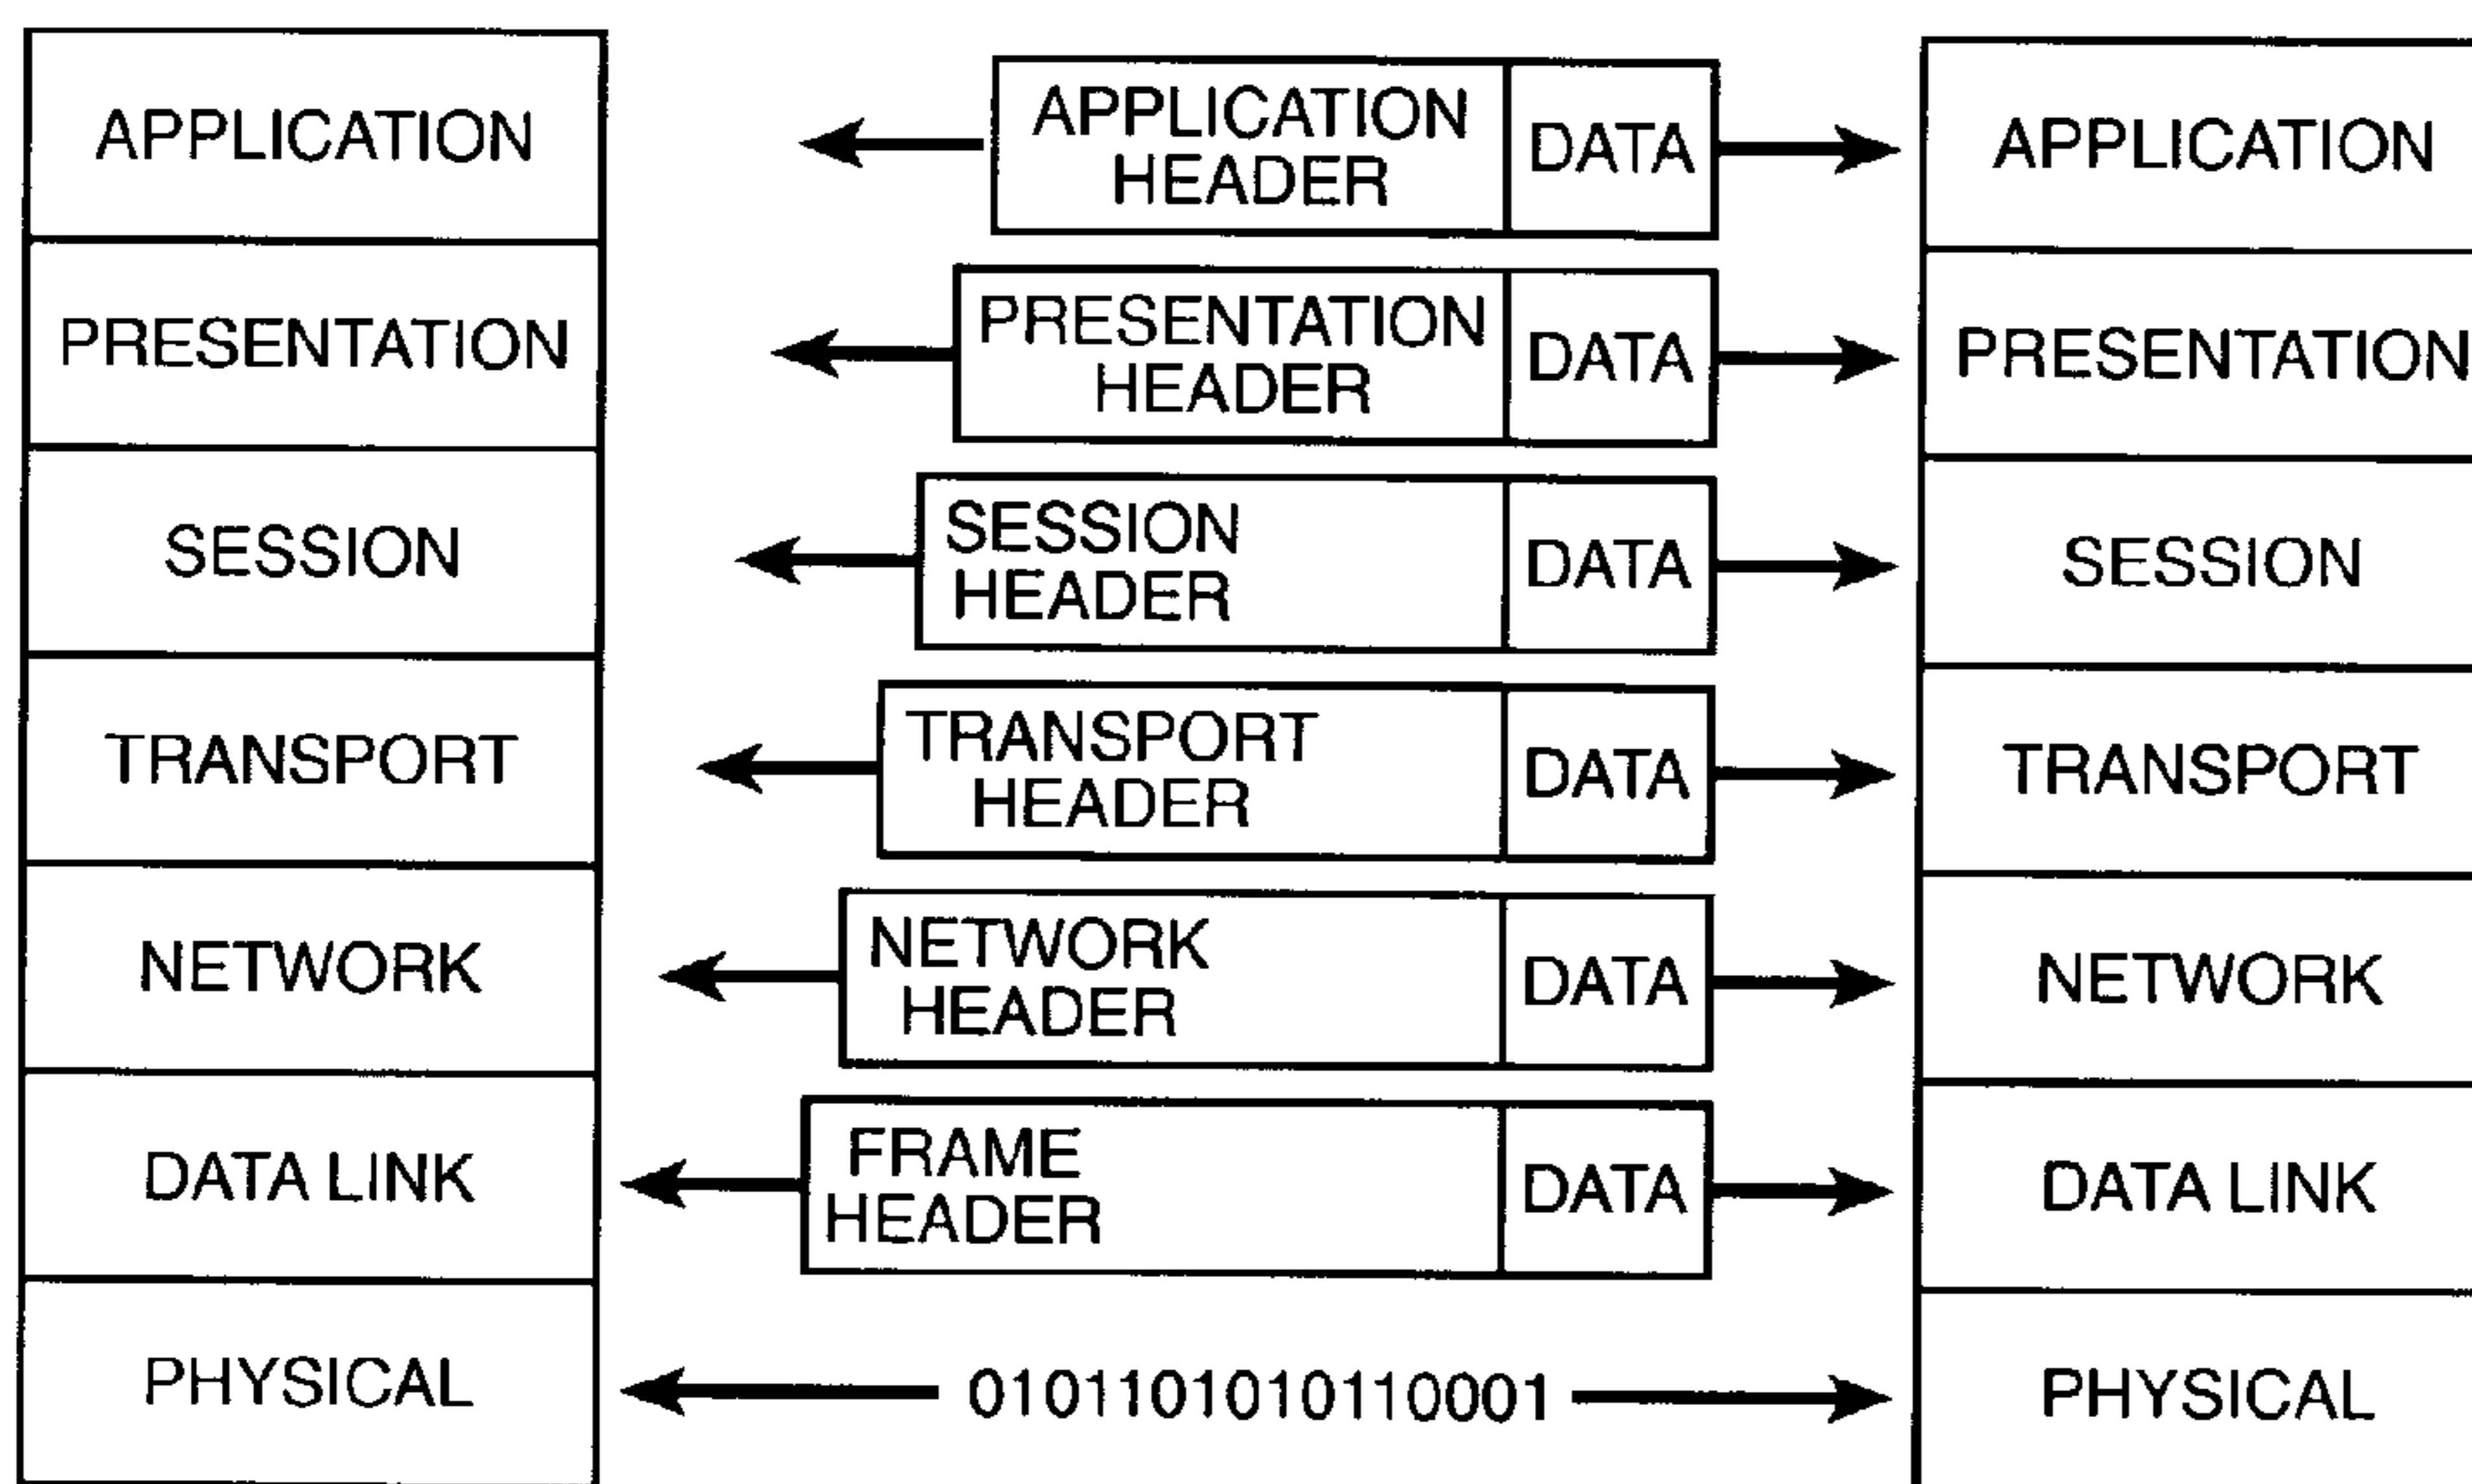 APPLICATION
APPLICATION
HEADER
DATA
APPLICATION
PRESENTATION
PRESENTATION
HEADER
DATA
PRESENTATION
SESSION
SESSION
HEADER
DATA
SESSION
TRANSPORT
TRANSPORT
HEADER
DATA
TRANSPORT
NETWORK
NETWORK
HEADER
DATA
NETWORK
DATA LINK
FRAME
HEADER
DATA
DATA LINK
PHYSICAL
0101101010110001
PHYSICAL